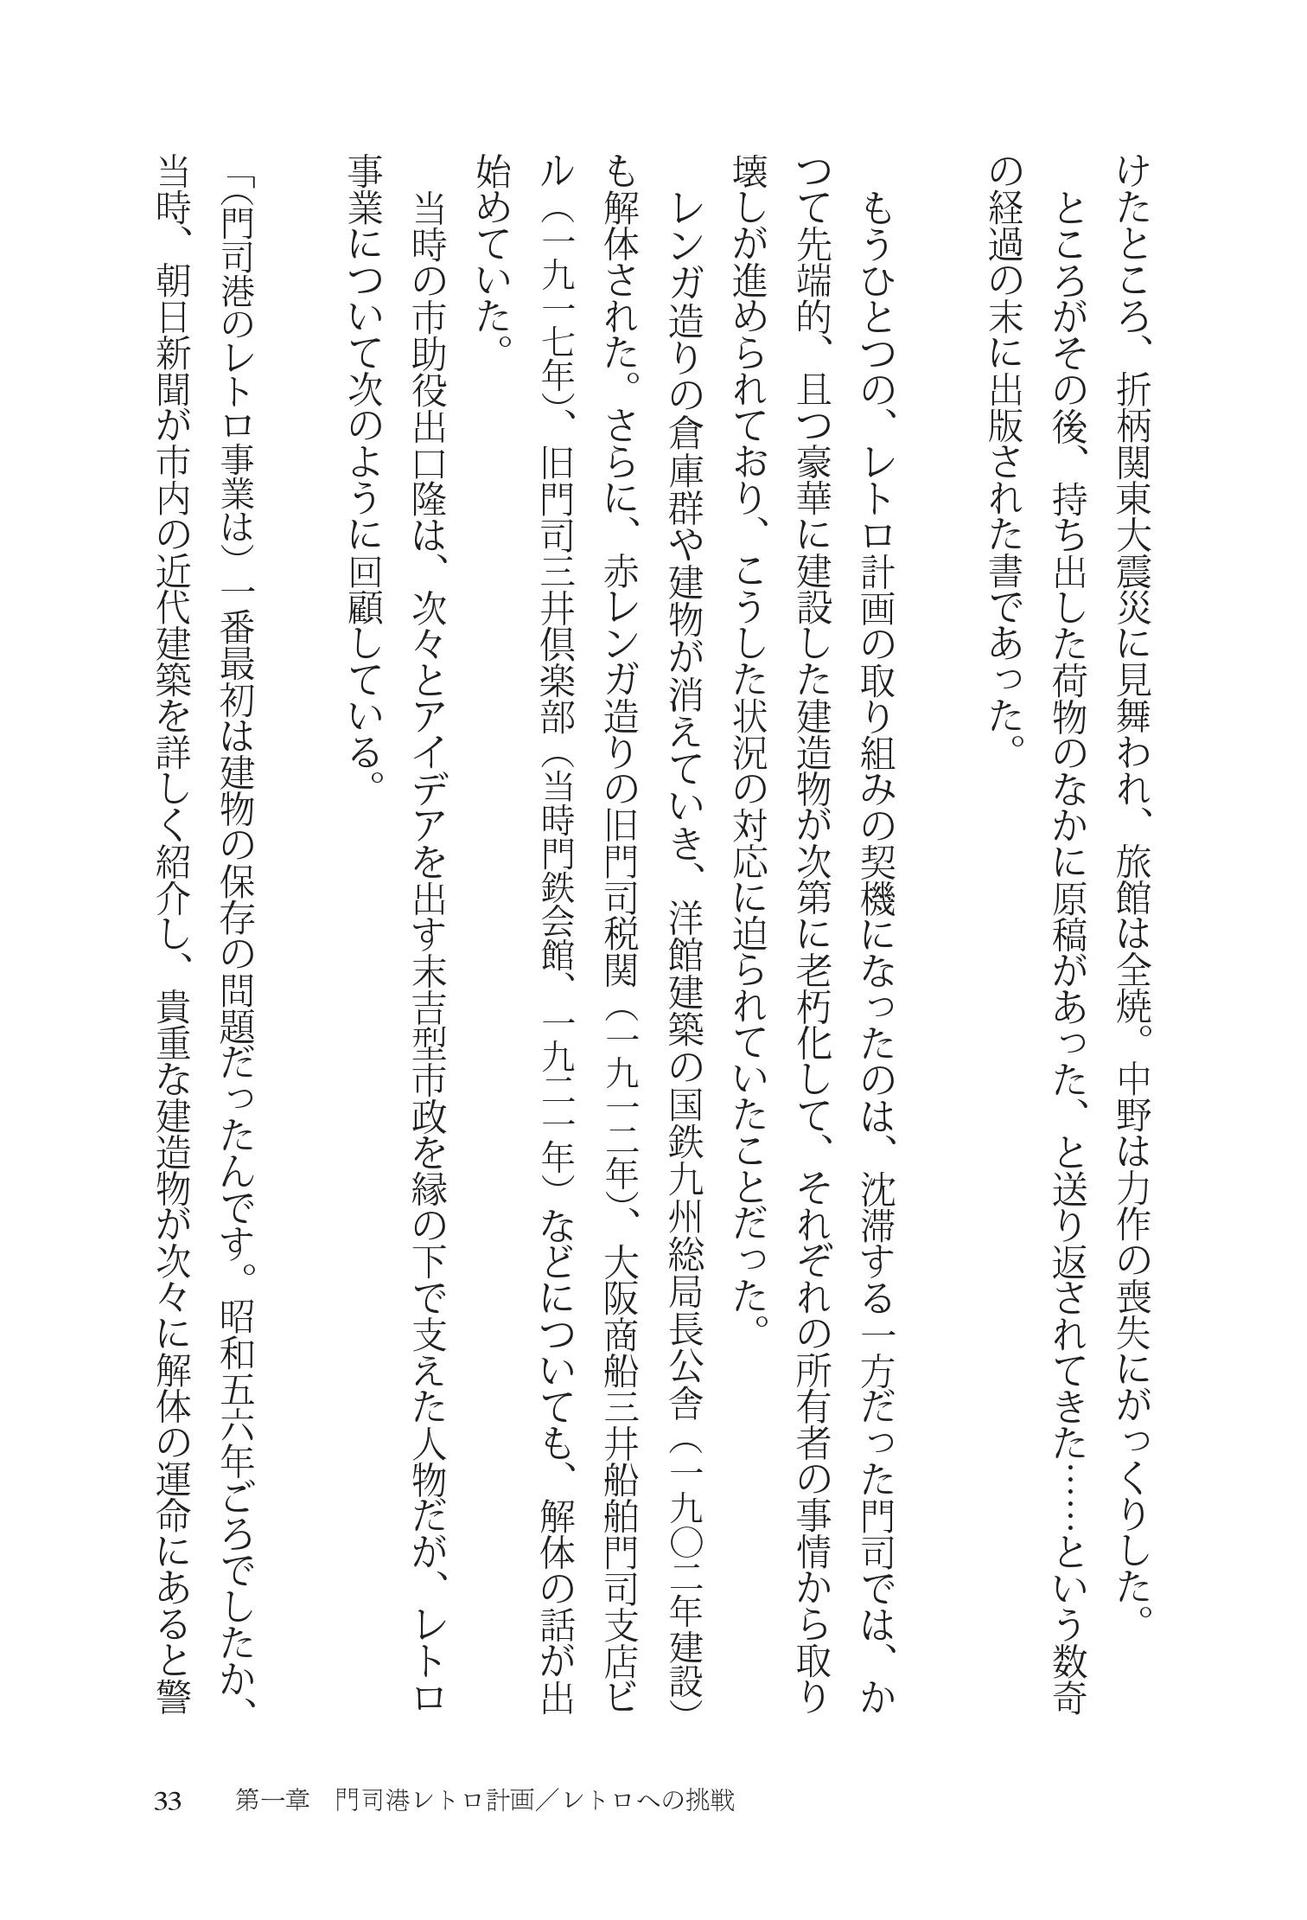 けたところ、折柄関東大震災に見舞われ、旅館は全焼。中野は力作の喪失にがっくりした。
ところがその後、持ち出した荷物のなかに原稿があった、と送り返されてきた……という数奇
の経過の末に出版された書であった。
もうひとつの、レトロ計画の取り組みの契機になったのは、沈滞する一方だった門司では、か
つて先端的、且つ豪華に建設した建造物が次第に老朽化して、それぞれの所有者の事情から取り
壊しが進められており、こうした状況の対応に迫られていたことだった。
レンガ造りの倉庫群や建物が消えていき、洋館建築の国鉄九州総局長公舎（一九〇二年建設）
も解体された。さらに、赤レンガ造りの旧門司税関（一九一二年）、大阪商船三井船舶門司支店ビ
ル（一九一七年）、旧門司三井倶楽部（当時門鉄会館、一九二一年）などについても、解体の話が出
始めていた。
当時の市助役出口隆は、次々とアイデアを出す末吉型市政を縁の下で支えた人物だが、レトロ
事業について次のように回顧している。
「（門司港のレトロ事業は）一番最初は建物の保存の問題だったんです。昭和五六年ごろでしたか、
当時、朝日新聞が市内の近代建築を詳しく紹介し、貴重な建造物が次々に解体の運命にあると警
33 第一章 門司港レトロ計画／レトロへの挑戦